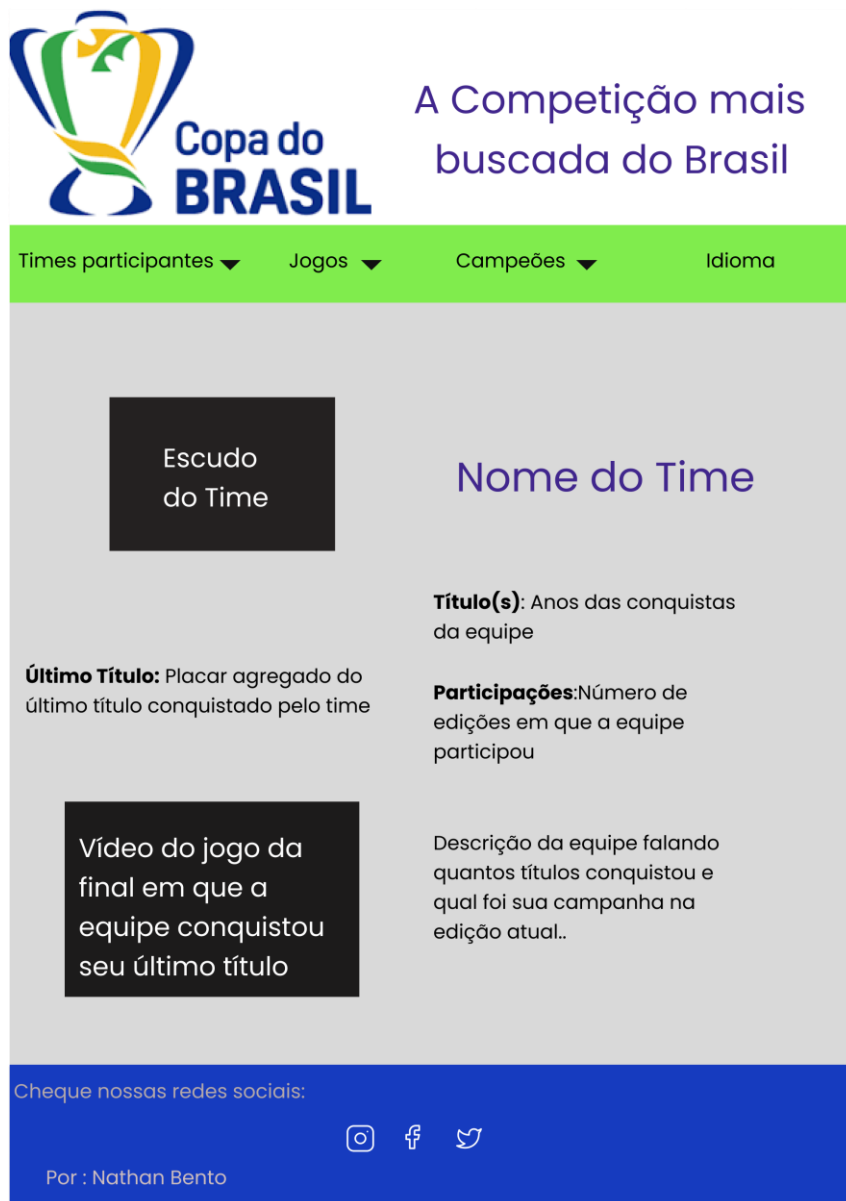 Copa do
BRASIL
A Competição mais
buscada do Brasil
Times participantes
Jogos
Campeões
Idioma
Escudo
do Time
Nome do Time
Último Título: Placar agregado do
último título conquistado pelo time
Título(s): Anos das conquistas
da equipe
Participações:Número de
edições em que a equipe
participou
Vídeo do jogo da
final em que a
equipe conquistou
seu último título
Descrição da equipe falando
quantos títulos conquistou e
qual foi sua campanha na
edição atual..
Cheque nossas redes sociais:
Por : Nathan Bento